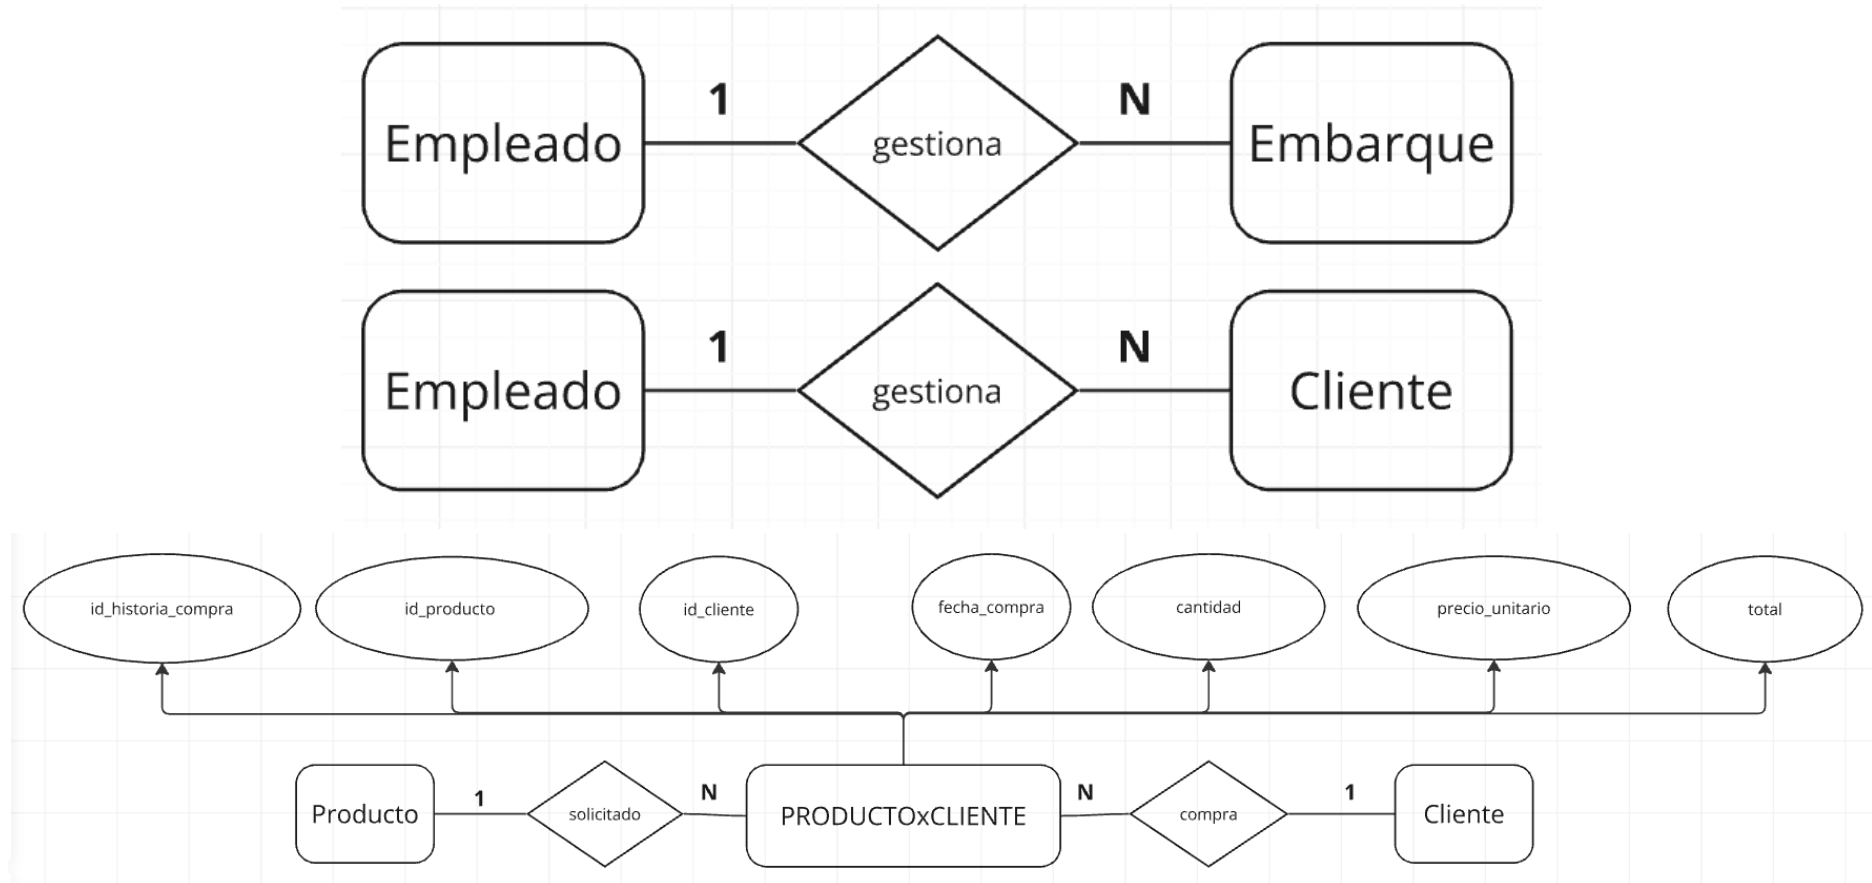 Empleado
1
gestiona
N
Embarque
Empleado
1
gestiona
N
Cliente
id_historia_compra
id_producto
id_cliente
fecha_compra
cantidad
precio_unitario
total
Producto
1
solicitado
N
PRODUCTOxCLIENTE
N
compra
1
Cliente